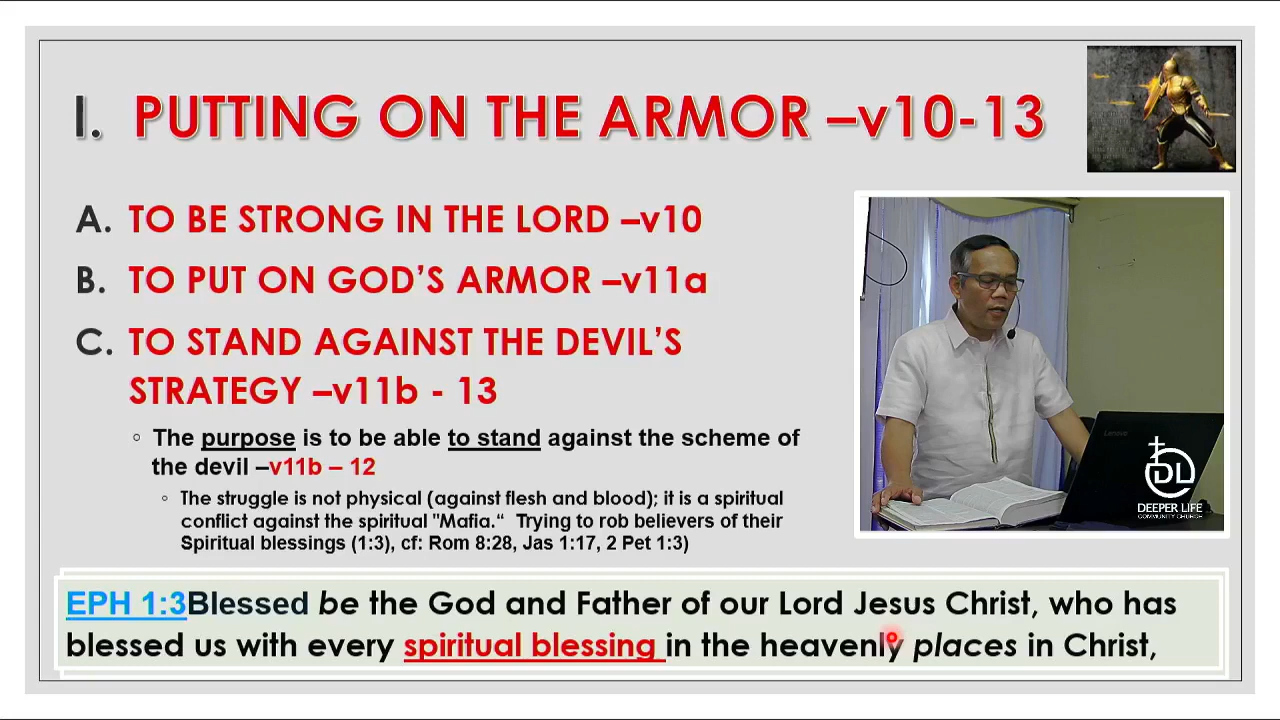 I. PUTTING ON THE ARMOR –v10-13
A. TO BE STRONG IN THE LORD –v10
B. TO PUT ON GOD’S ARMOR –v11a
C. TO STAND AGAINST THE DEVIL’S
STRATEGY –v11b - 13
The purpose is to be able to stand against the scheme of
the devil –v11b – 12
The struggle is not physical (against flesh and blood); it is a spiritual
conflict against the spiritual "Mafia.“ Trying to rob believers of their
Spiritual blessings (1:3), cf: Rom 8:28, Jas 1:17, 2 Pet 1:3)
Lenovo
DL
DEEPER LIFE
COMMUNITY CHURCH
EPH 1:3Blessed be the God and Father of our Lord Jesus Christ, who has
blessed us with every spiritual blessing in the heavenly places in Christ,